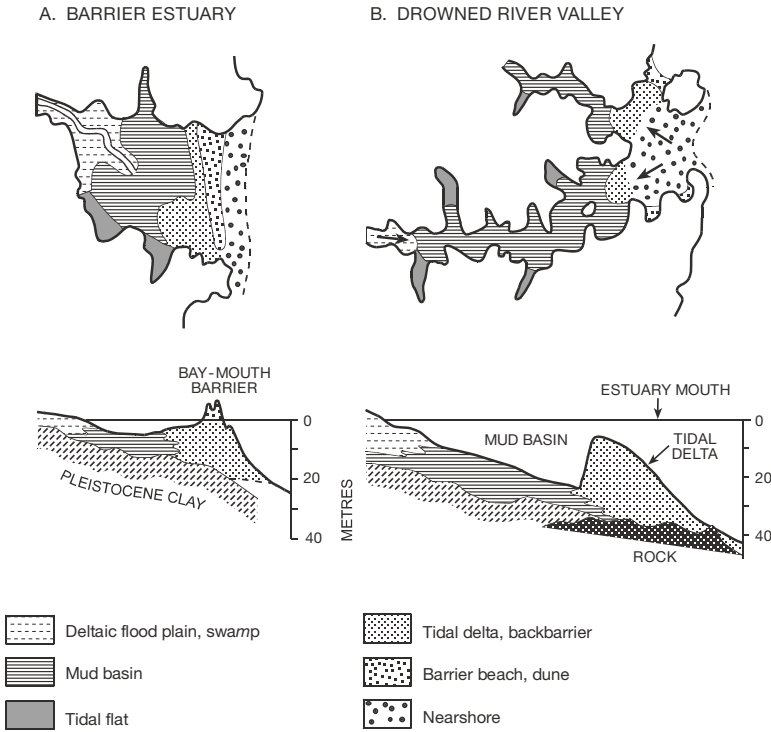 A. BARRIER ESTUARY
B. DROWNED RIVER VALLEY
BAY-MOUTH
BARRIER
0
20
40
PLEISTOCENE CLAY
METRES
ESTUARY MOUTH
MUD BASIN
TIDAL
DELTA
0
20
40
ROCK
Deltaic flood plain, swamp
Mud basin
Tidal flat
Tidal delta, backbarrier
Barrier beach, dune
Nearshore